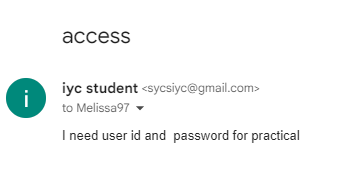 access
i
iyc student <sycsiyc@gmail.com>
to Melissa97
I need user id and  password for practical